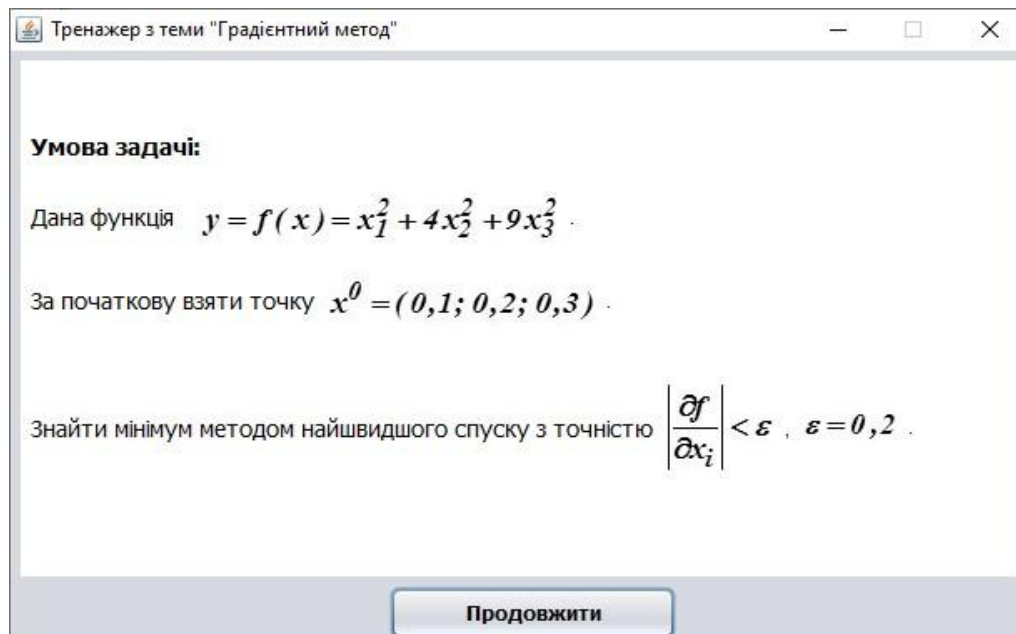 Тренажер з теми "Градієнтний метод"
Умова задачі:
Дана функція y = f(x) = x₁² + 4x₂² + 9x₃² .
За початкову взяти точку x⁰ = (0,1; 0,2; 0,3) .
Знайти мінімум методом найшвидшого спуску з точністю |∂f/∂xᵢ| < ε , ε = 0,2 .
Продовжити